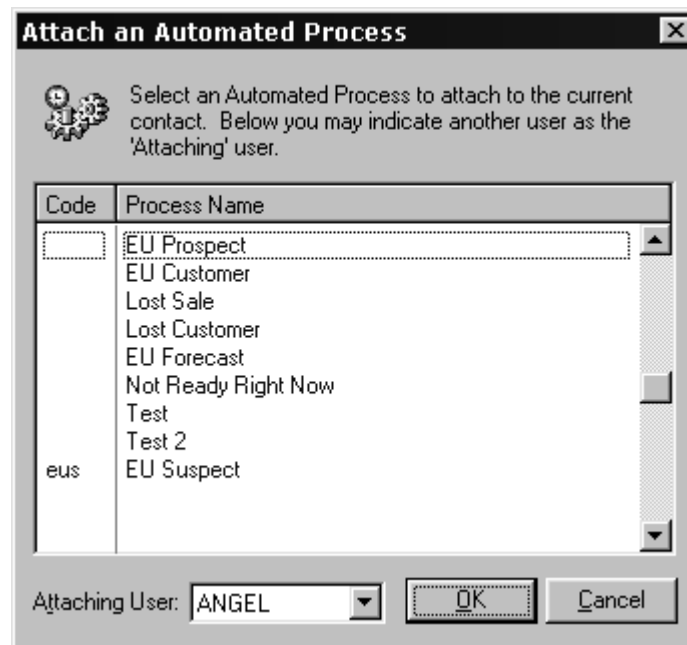 Attach an Automated Process
Select an Automated Process to attach to the current
contact.  Below you may indicate another user as the
'Attaching' user.
Code Process Name
EU Prospect
EU Customer
Lost Sale
Lost Customer
EU Forecast
Not Ready Right Now
Test
Test 2
eus EU Suspect
Attaching User: ANGEL OK Cancel